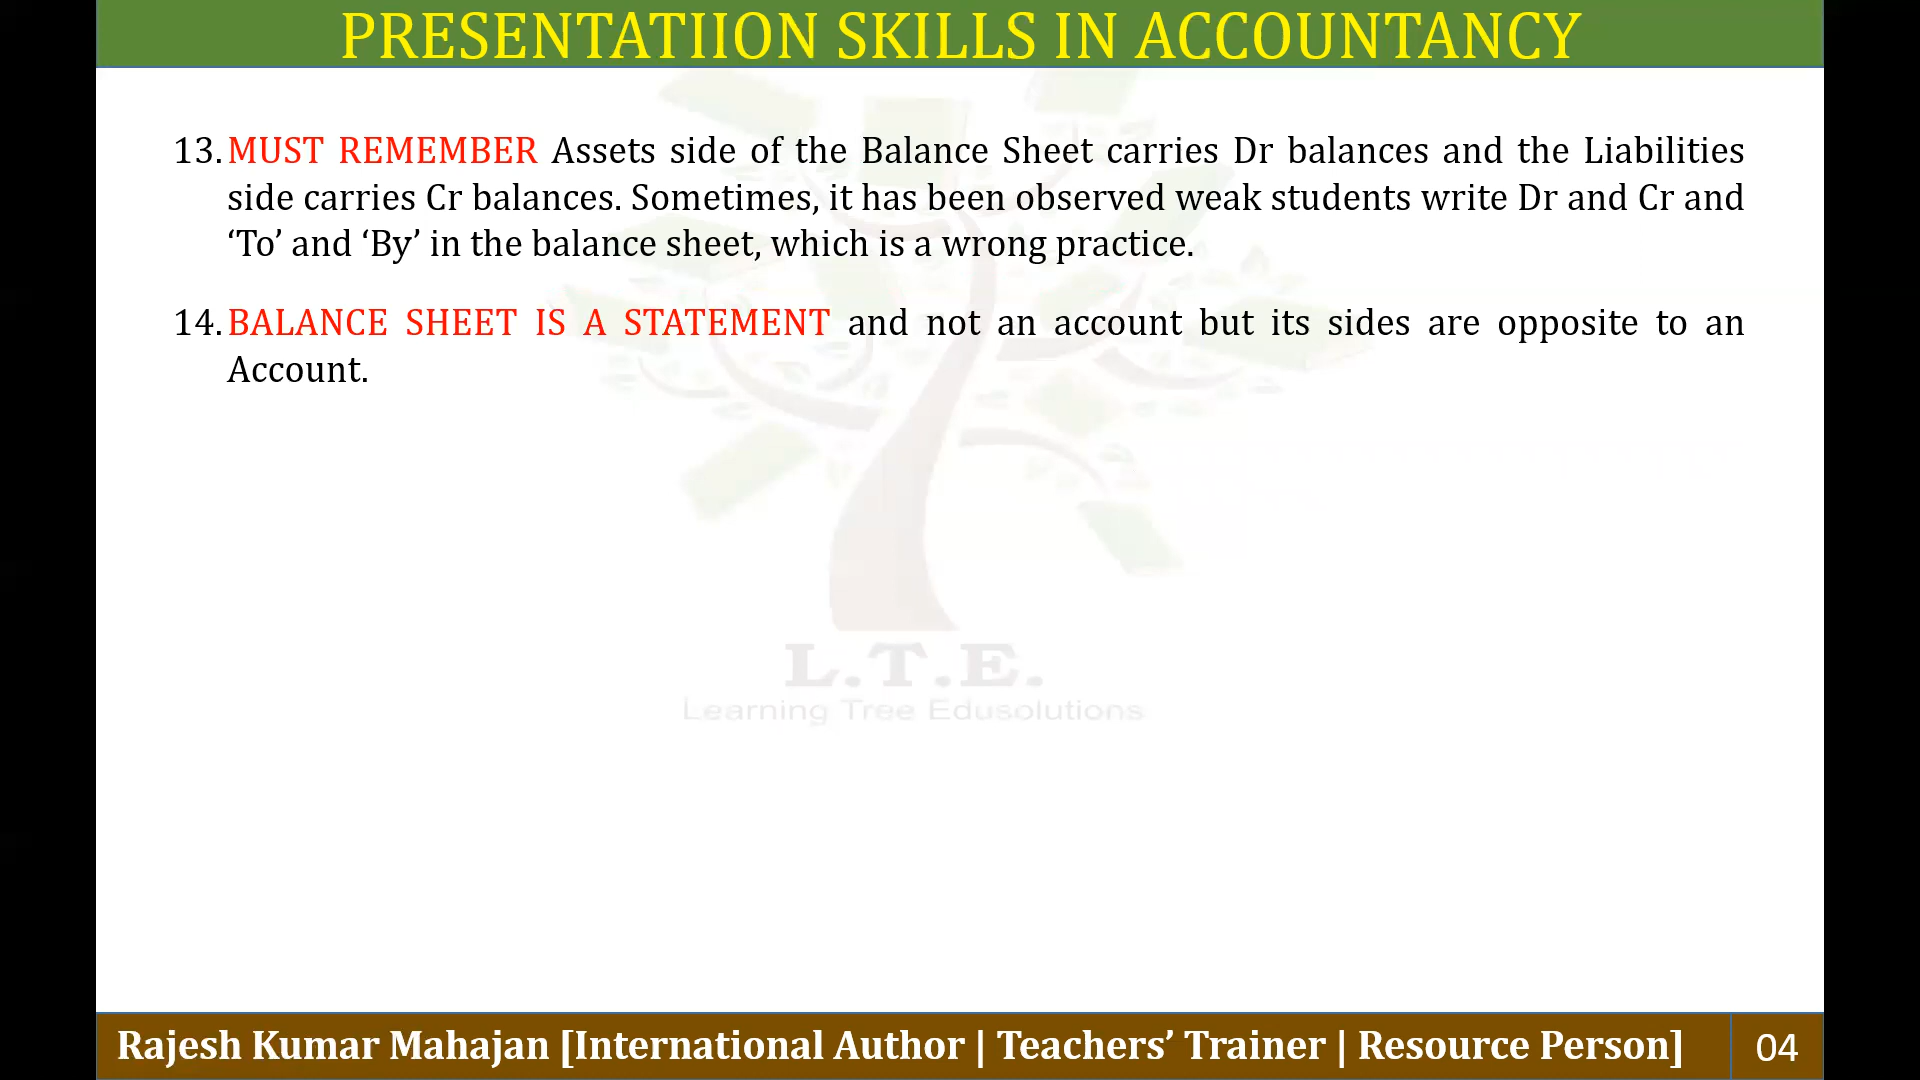 PRESENTATIION SKILLS IN ACCOUNTANCY
13. MUST REMEMBER Assets side of the Balance Sheet carries Dr balances and the Liabilities
side carries Cr balances. Sometimes, it has been observed weak students write Dr and Cr and
‘To’ and ‘By’ in the balance sheet, which is a wrong practice.
14. BALANCE SHEET IS A STATEMENT and not an account but its sides are opposite to an
Account.
L.T.E.
Learning Tree Edusolutions
Rajesh Kumar Mahajan [International Author | Teachers’ Trainer | Resource Person]
04